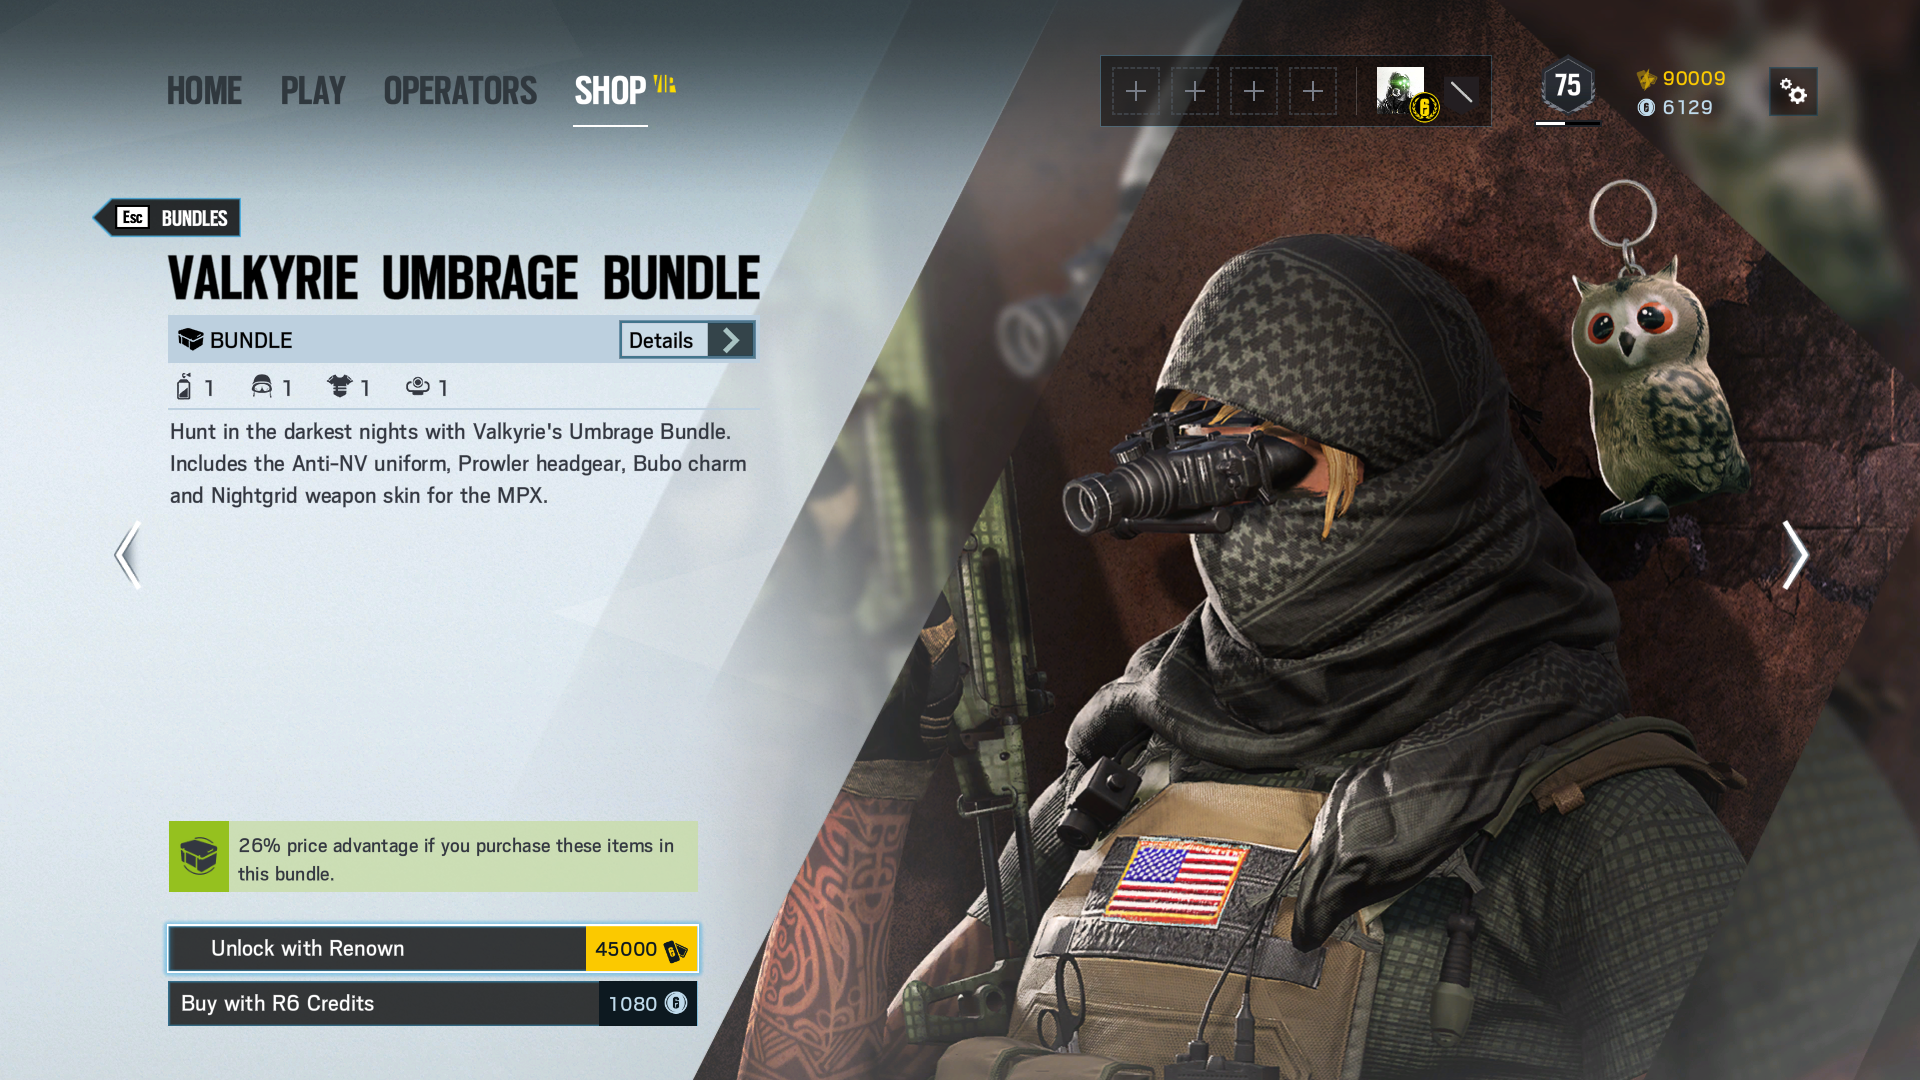 HOME PLAY OPERATORS SHOP
75
90009
6129
Esc BUNDLES
VALKYRIE UMBRAGE BUNDLE
BUNDLE Details
1 1 1 1
Hunt in the darkest nights with Valkyrie's Umbrage Bundle.
Includes the Anti-NV uniform, Prowler headgear, Bubo charm
and Nightgrid weapon skin for the MPX.
26% price advantage if you purchase these items in
this bundle.
Unlock with Renown 45000
Buy with R6 Credits 1080